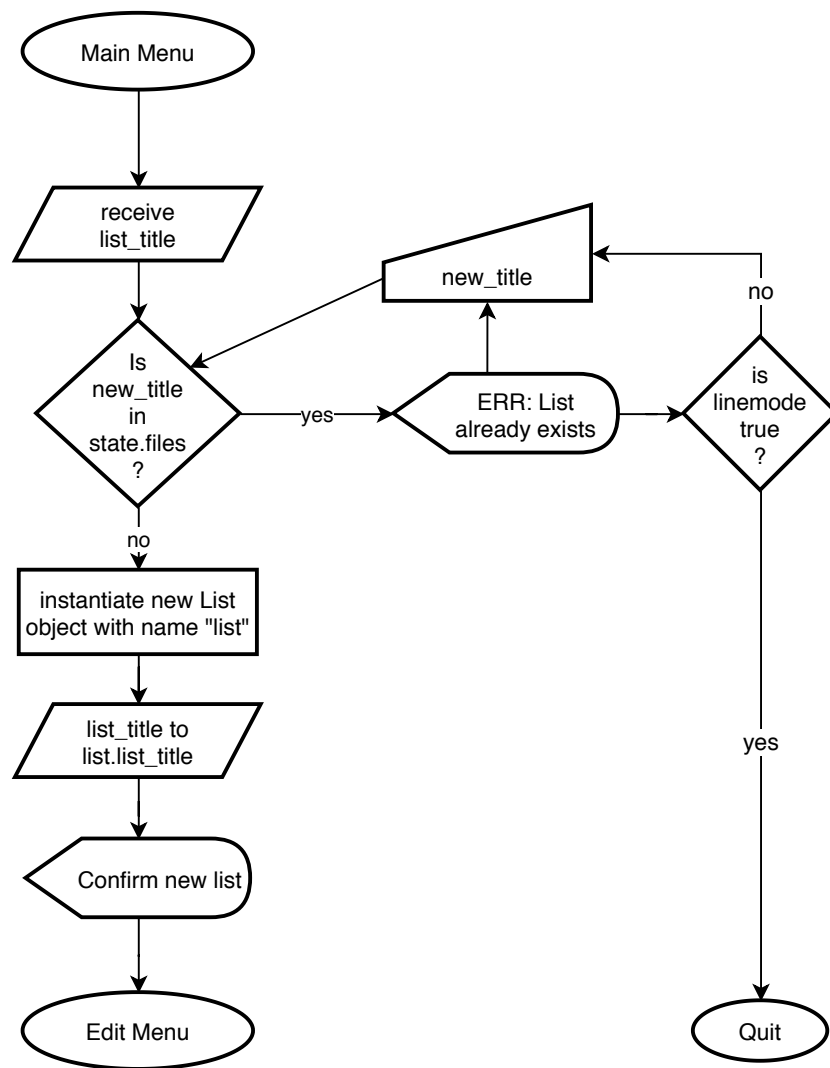 Main Menu
receive
list_title
new_title
no
Is
new_title
in
state.files
?
yes
ERR: List
already exists
is
linemode
true
?
no
instantiate new List
object with name "list"
list_title to
list.list_title
yes
Confirm new list
Edit Menu
Quit